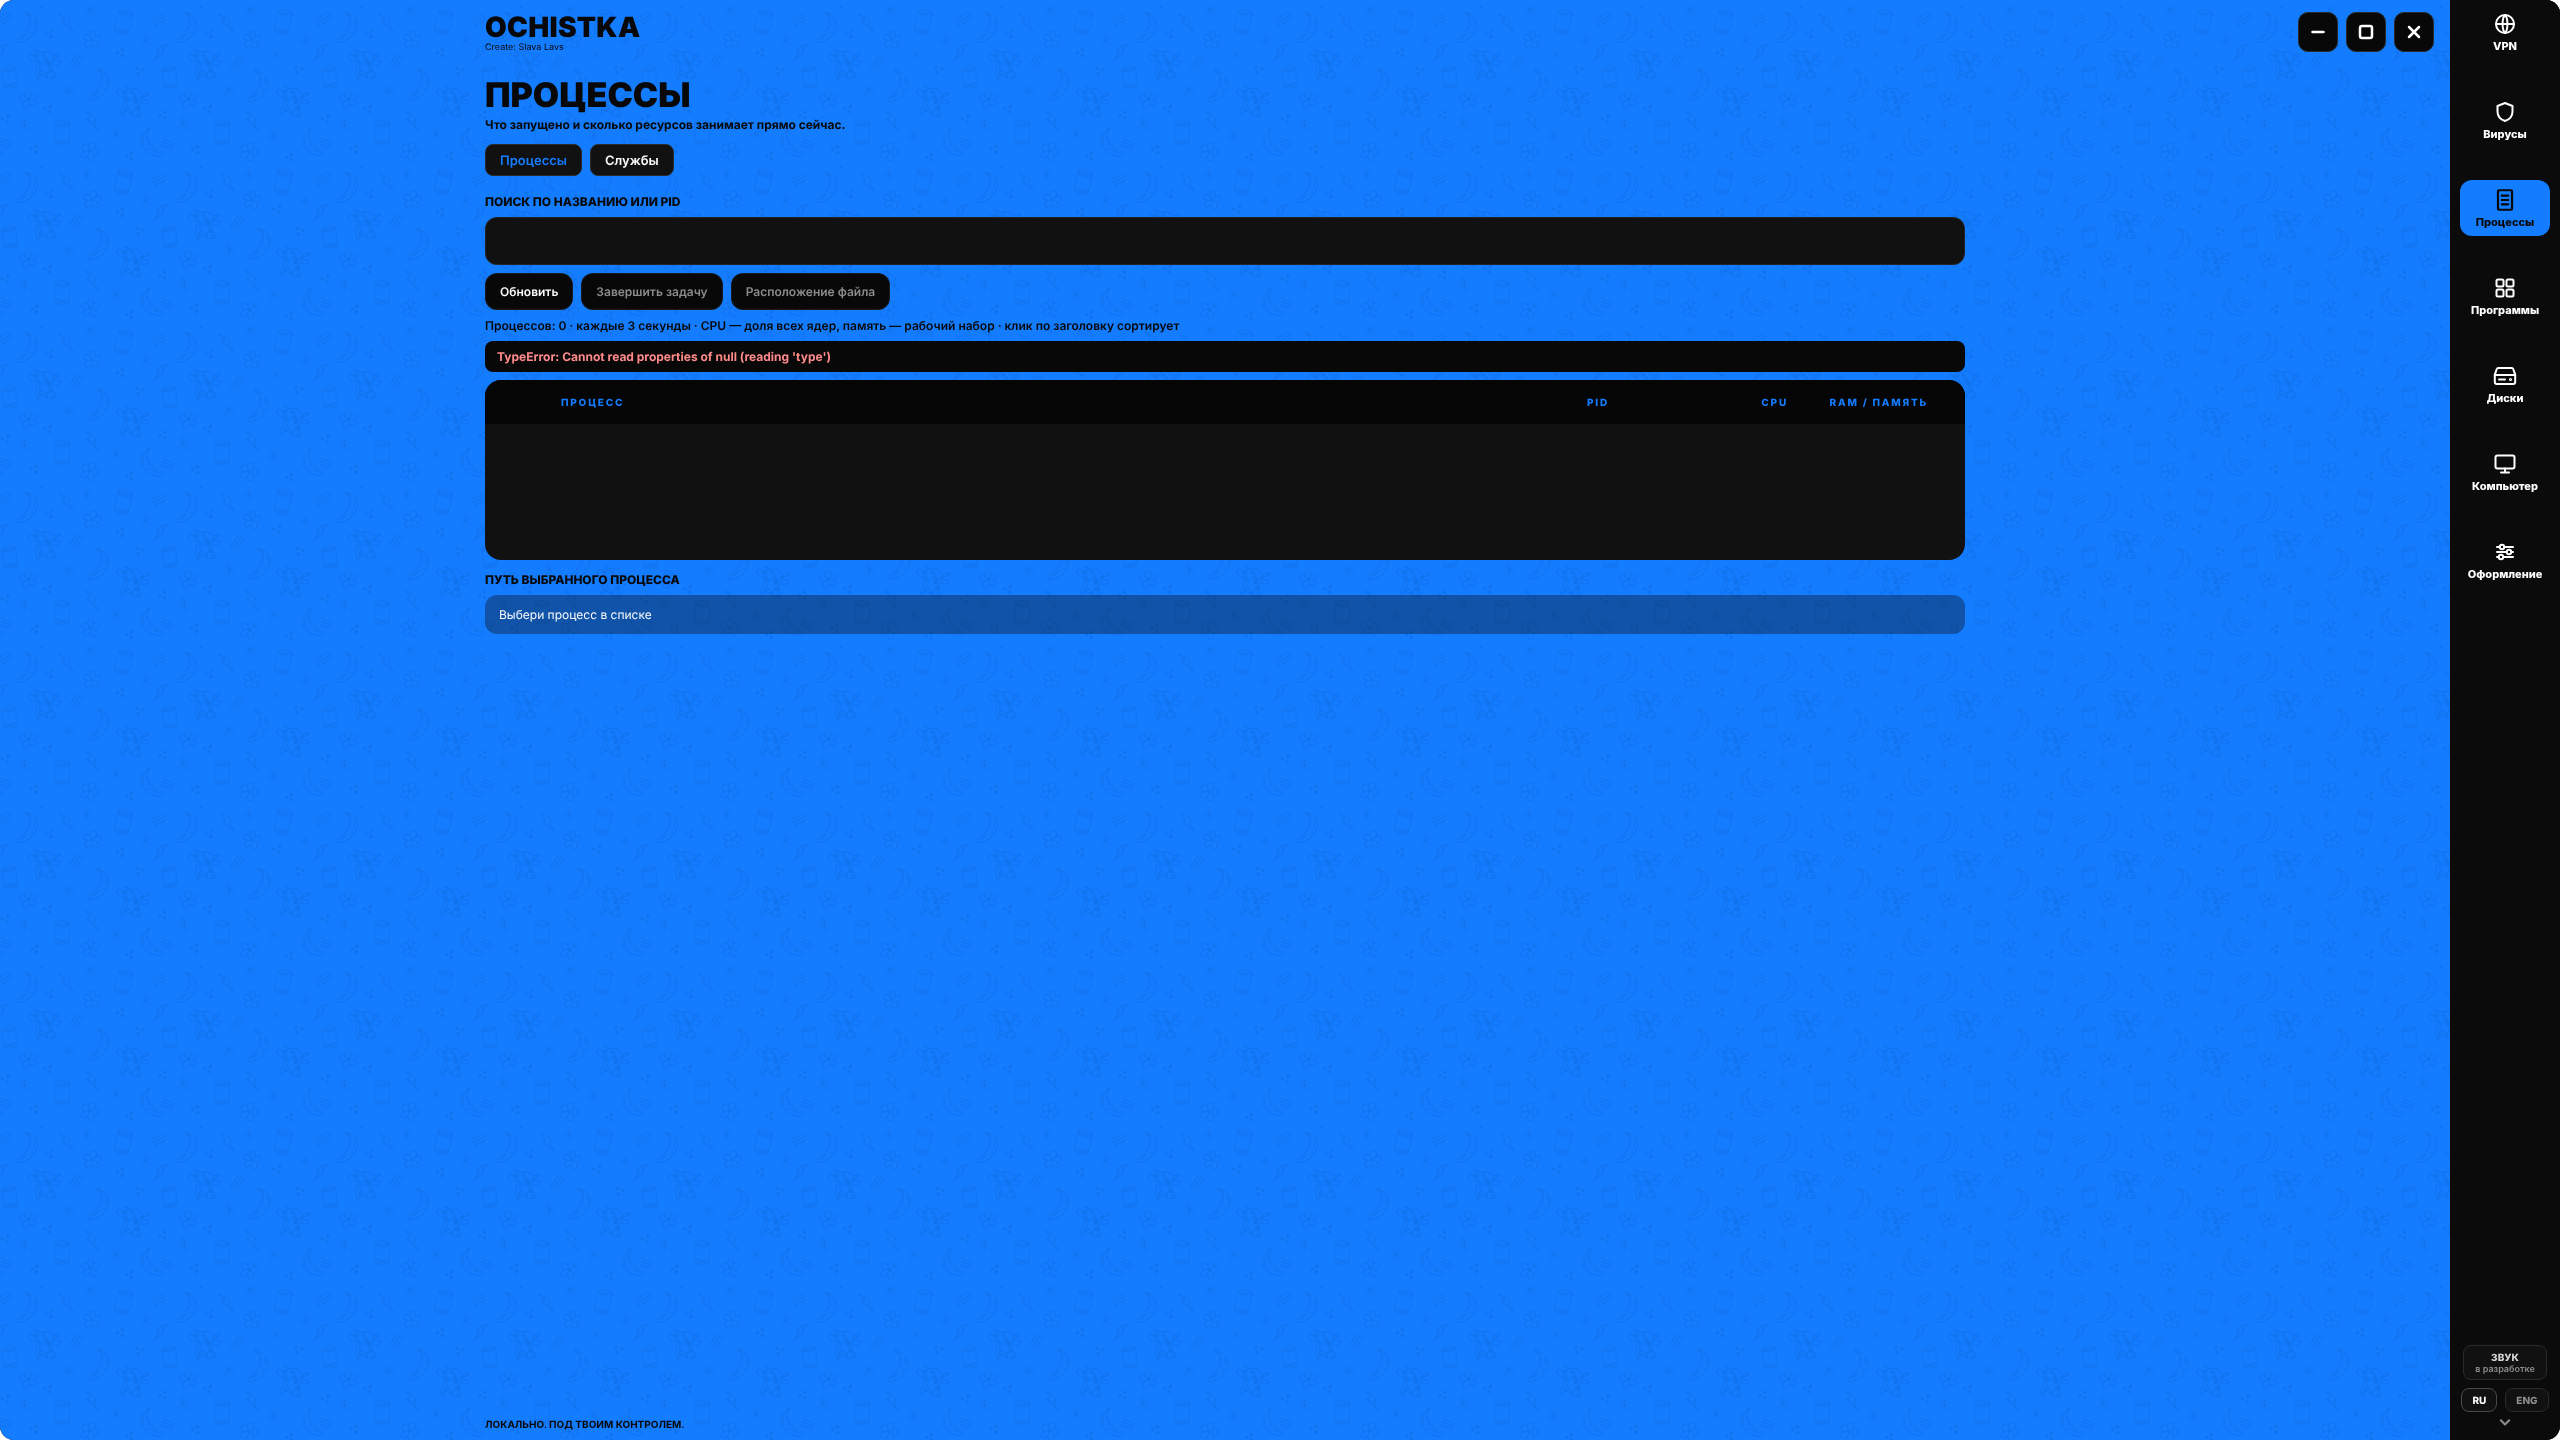 OCHISTKA
Create: Slava Lavs
ПРОЦЕССЫ
Что запущено и сколько ресурсов занимает прямо сейчас.
Процессы
Службы
ПОИСК ПО НАЗВАНИЮ ИЛИ PID
Обновить
Завершить задачу
Расположение файла
Процессов: 0 · каждые 3 секунды · CPU — доля всех ядер, память — рабочий набор · клик по заголовку сортирует
TypeError: Cannot read properties of null (reading 'type')
ПРОЦЕСС
PID
CPU
RAM / ПАМЯТЬ
ПУТЬ ВЫБРАННОГО ПРОЦЕССА
Выбери процесс в списке
ЛОКАЛЬНО. ПОД ТВОИМ КОНТРОЛЕМ.
VPN
Вирусы
Процессы
Программы
Диски
Компьютер
Оформление
ЗВУК
в разработке
RU
ENG